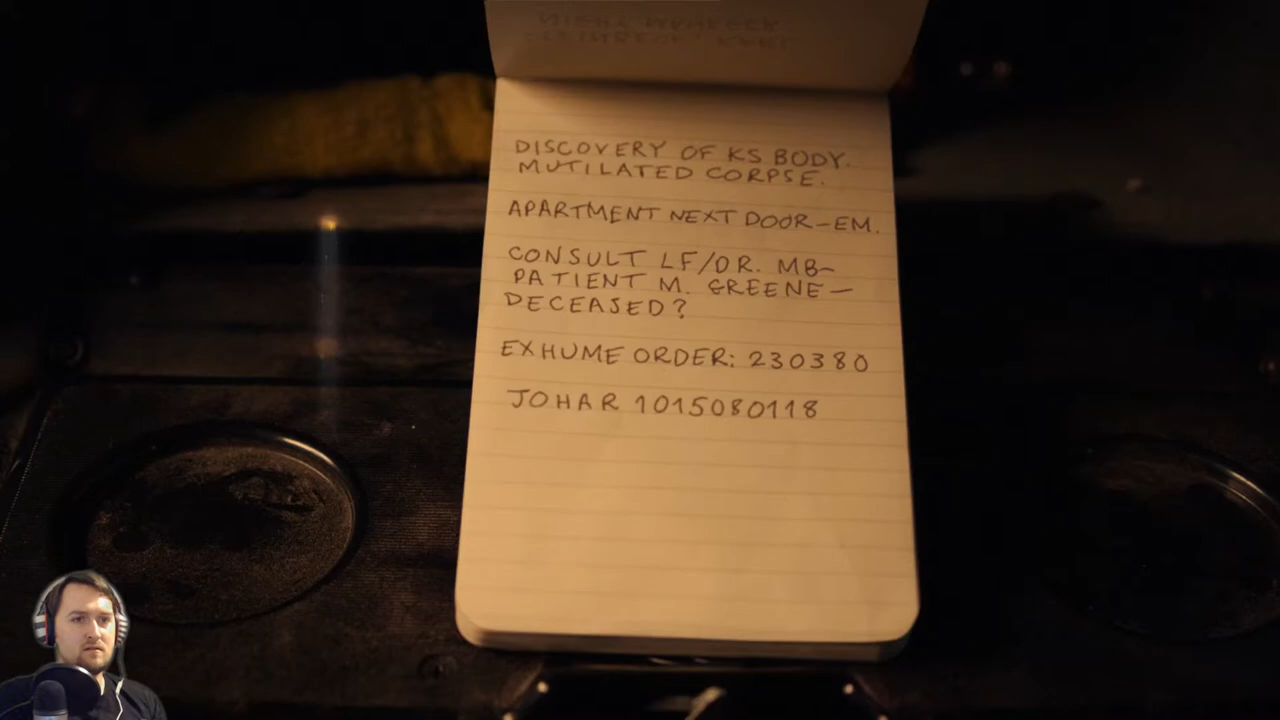 DISCOVERY OF KS BODY.
MUTILATED CORPSE.
APARTMENT NEXT DOOR-EM.
CONSULT LF/DR. MB-
PATIENT M. GREENE-
DECEASED?
EXHUME ORDER: 230380
JOHAR 1015080118